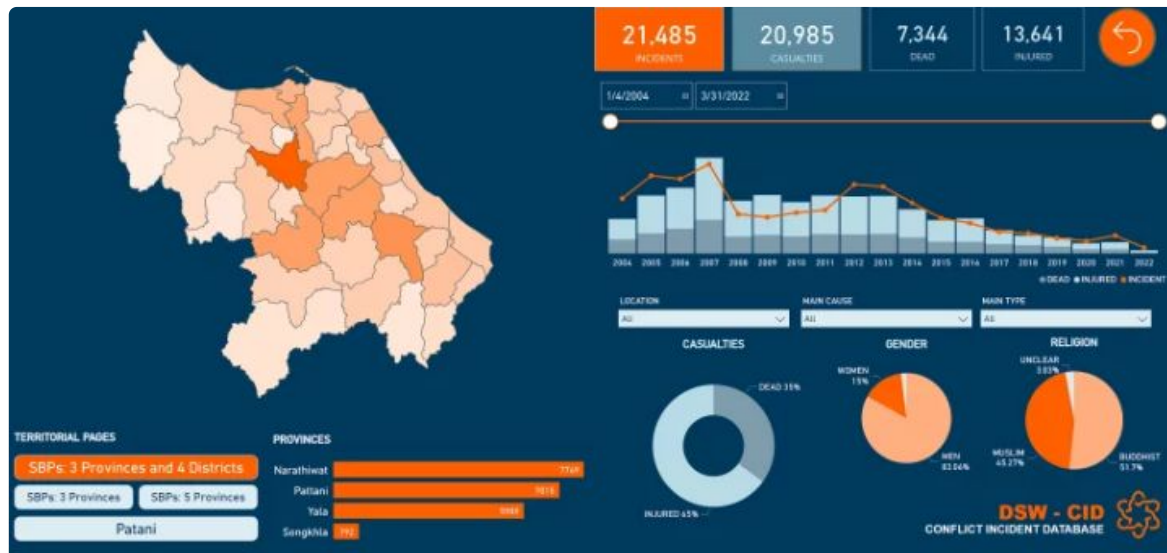 21,485
INCIDENTS
20,985
CASUALTIES
7,344
DEAD
13,641
INJURED
1/4/2004
3/31/2022
2004 2005 2006 2007 2008 2009 2010 2011 2012 2013 2014 2015 2016 2017 2018 2019 2020 2021 2022
DEAD INJURED INCIDENT
LOCATION
All
MAIN CAUSE
All
MAIN TYPE
All
CASUALTIES
DEAD 35%
INJURED 65%
GENDER
WOMEN
15%
MEN
82.06%
RELIGION
UNCLEAR
3.03%
MUSLIM
45.27%
BUDDHIST
51.7%
TERRITORIAL PAGES
SBPs: 3 Provinces and 4 Districts
SBPs: 3 Provinces
SBPs: 5 Provinces
Patani
PROVINCES
Narathiwat
Pattani
Yala
Songkhla
DSW - CID
CONFLICT INCIDENT DATABASE